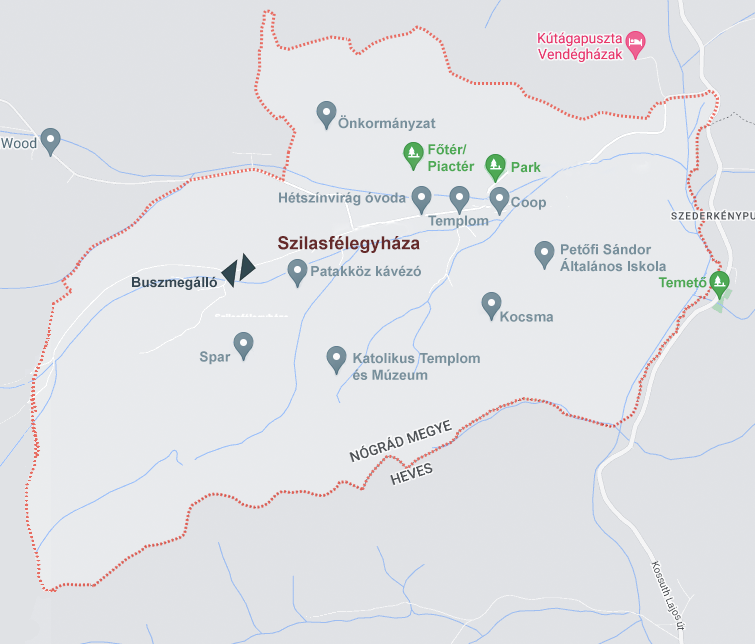 Kútágapuszta
Vendégházak
Önkormányzat
Wood
Főtér/
Piactér
Park
Hétszínvirág óvoda
Templom
Coop
SZEDERKÉNYPU
Szilasfélegyháza
Petőfi Sándor
Általános Iskola
Patakköz kávézó
Buszmegálló
Temető
Kocsma
Spar
Katolikus Templom
és Múzeum
NÓGRÁD MEGYE
HEVES
Kossuth Lajos út